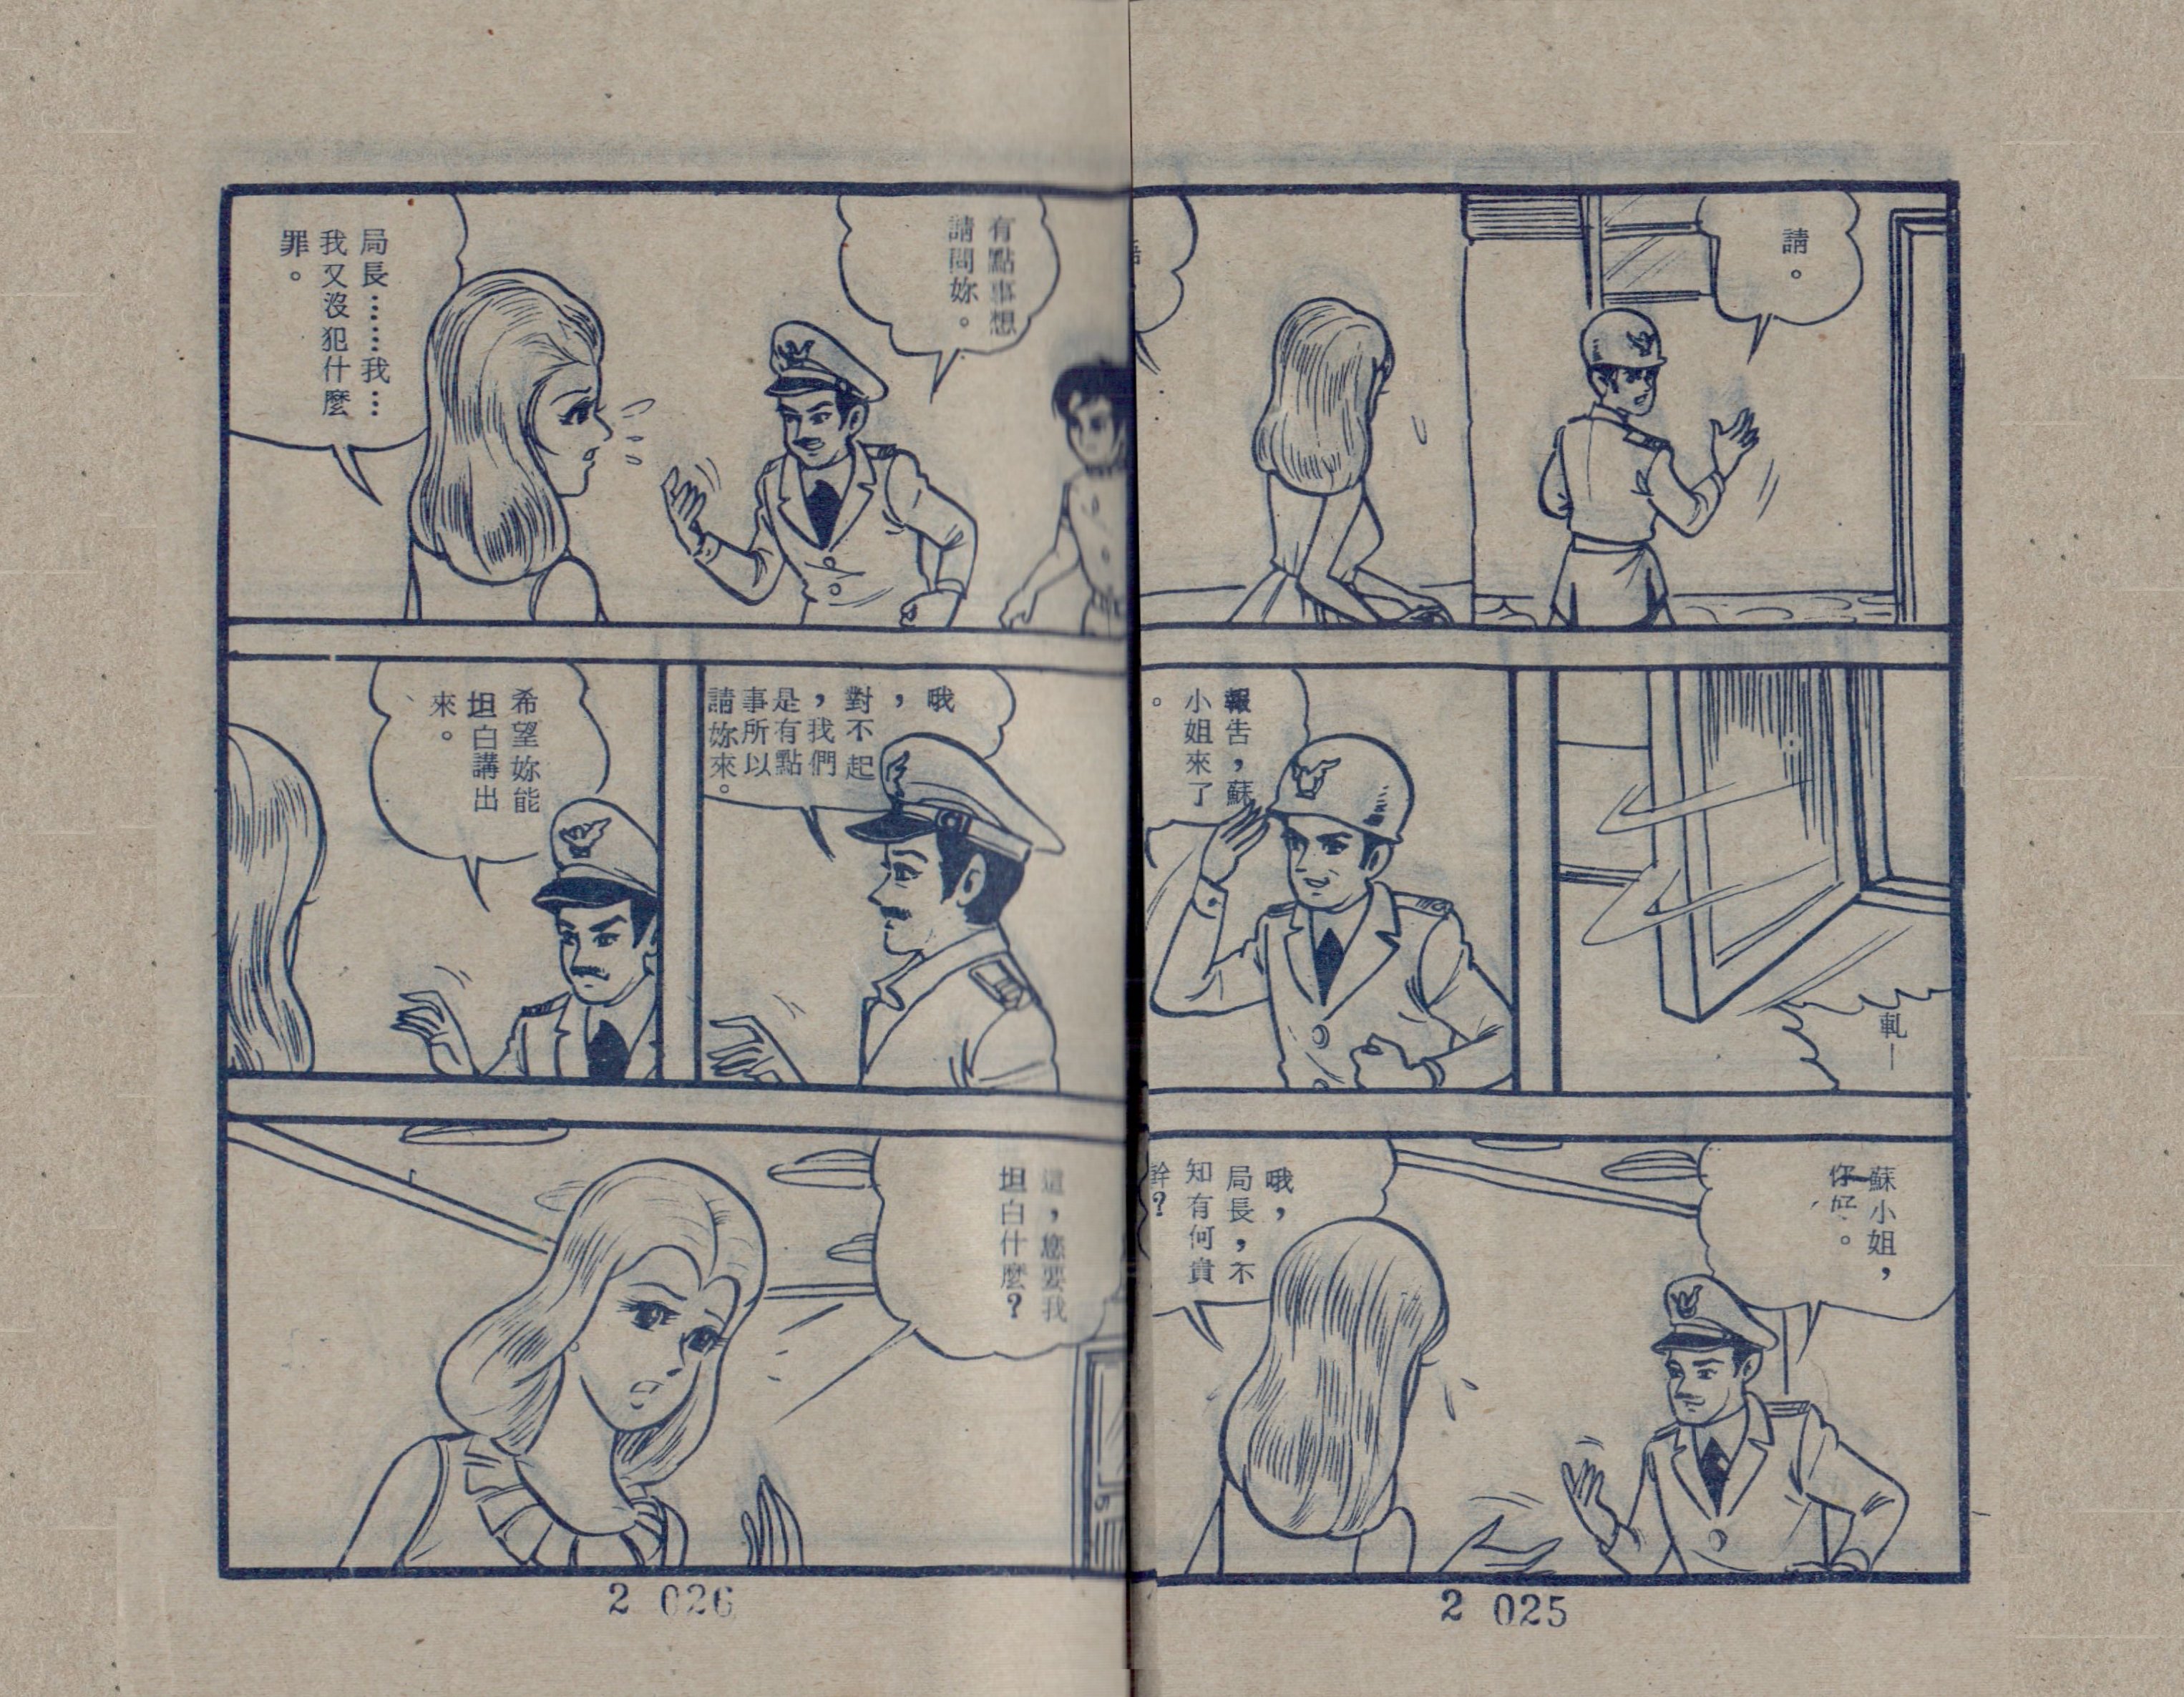 請。
軋—
報告，蘇
小姐來了
。
蘇小姐，
你好。
哦，
局長，不
知有何貴
幹？
2 025
有點事想
請問妳。
局長……我…
我又沒犯什麼
罪。
哦，
對不起
，我們
是有點
事所以
請妳來。
希望妳能
坦白講出
來。
這，您要我
坦白什麼？
2 026